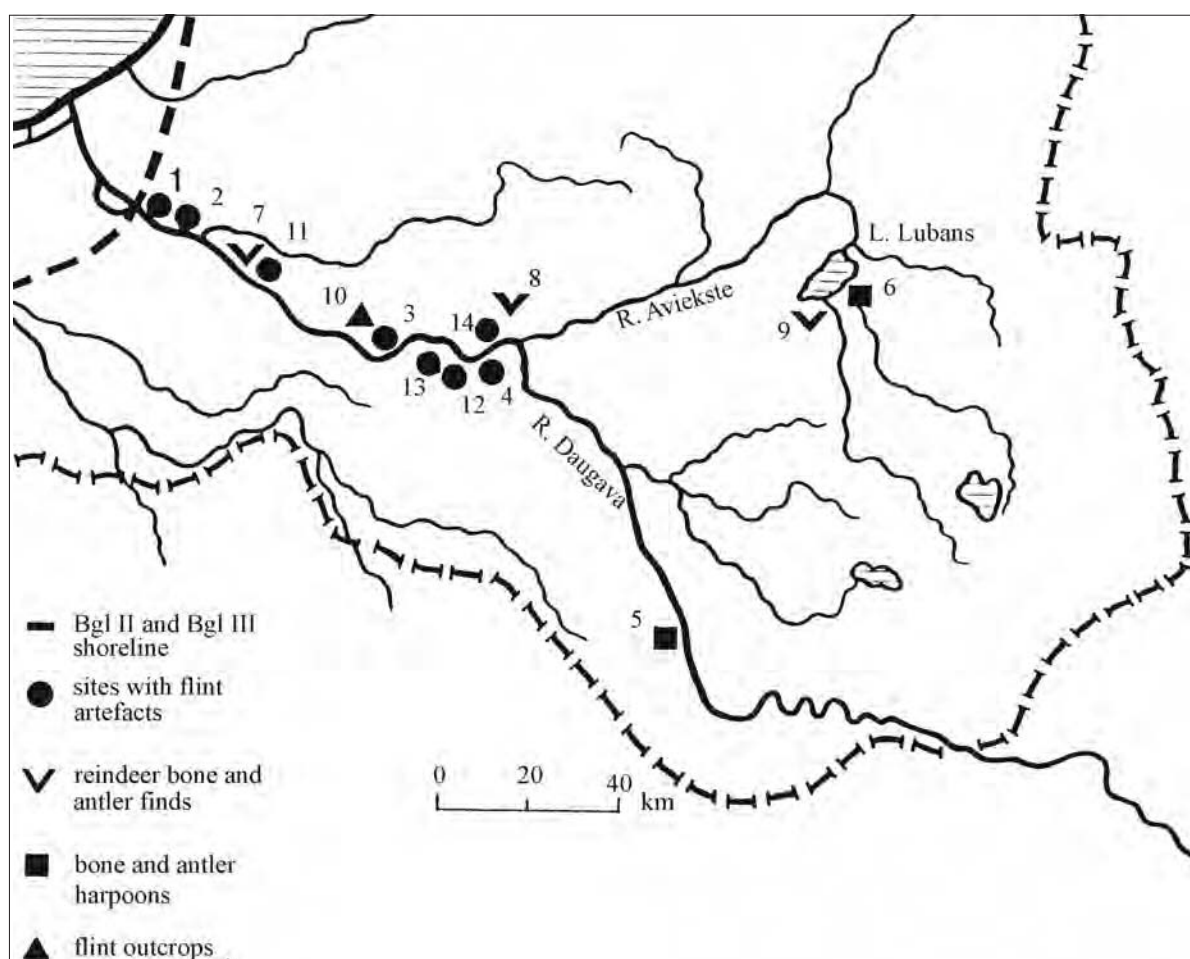 1
2
7
11
10
3
14
8
13
12
4
R. Aviekste
L. Lubans
6
9
R. Daugava
5
Bgl II and Bgl III
shoreline
sites with flint
artefacts
reindeer bone and
antler finds
bone and antler
harpoons
flint outcrops
0 20 40
km